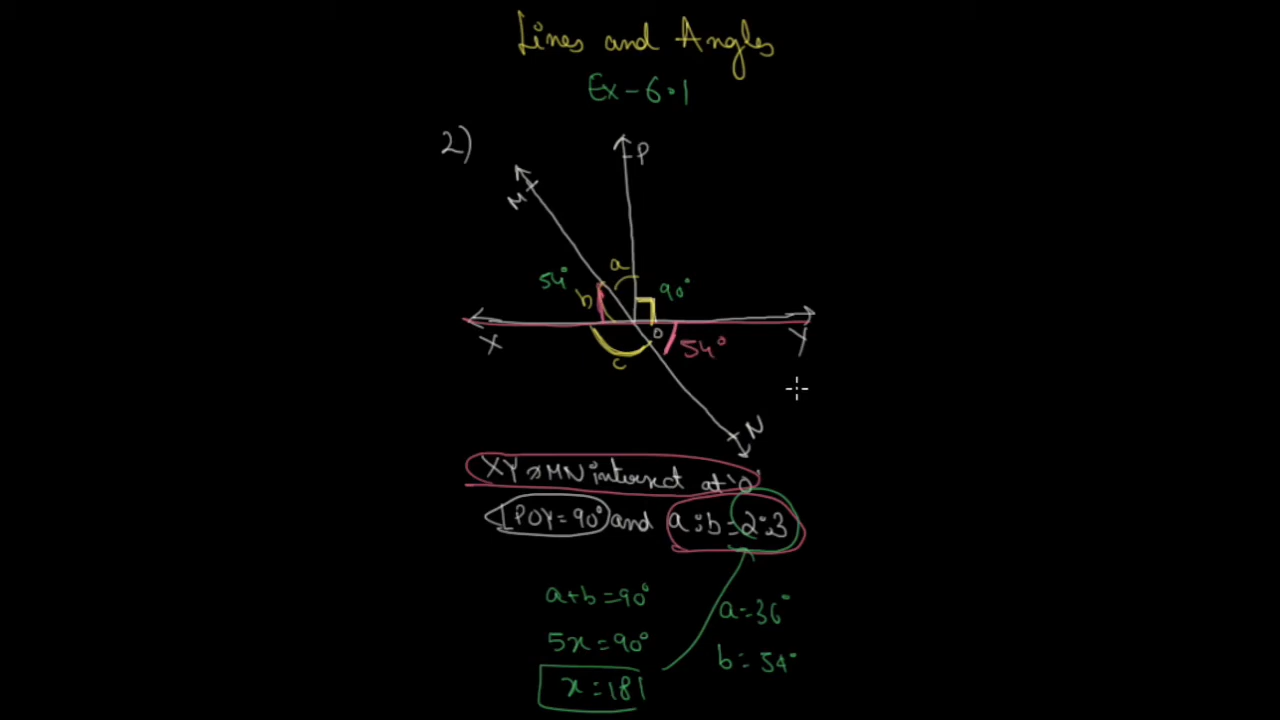 Lines and Angles
Ex-6.1
2)
P
M
a
54°
90°
b
O
X
Y
54°
c
N
XY & MN intersect at 'O'
∠POY=90° and a:b=2:3
a+b=90°
a=36°
5x=90°
b=54°
x=18